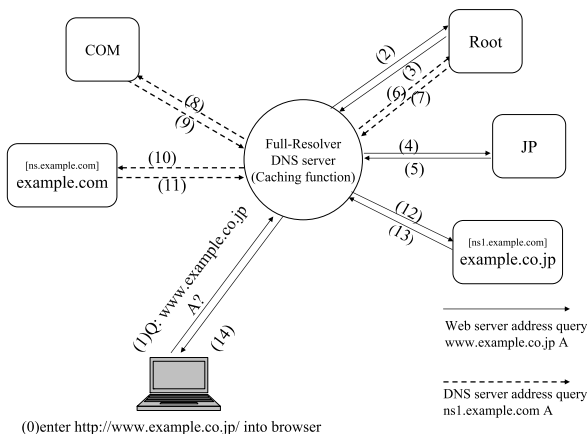 COM
Root
(2)
(3)
(6)
(7)
(8)
(9)
Full-Resolver
DNS server
(Caching function)
(4)
(5)
JP
[ns.example.com]
example.com
(10)
(11)
(12)
(13)
[ns1.example.com]
example.co.jp
(1)Q: www.example.co.jp
A?
(14)
Web server address query
www.example.co.jp A
DNS server address query
ns1.example.com A
(0)enter http://www.example.co.jp/ into browser